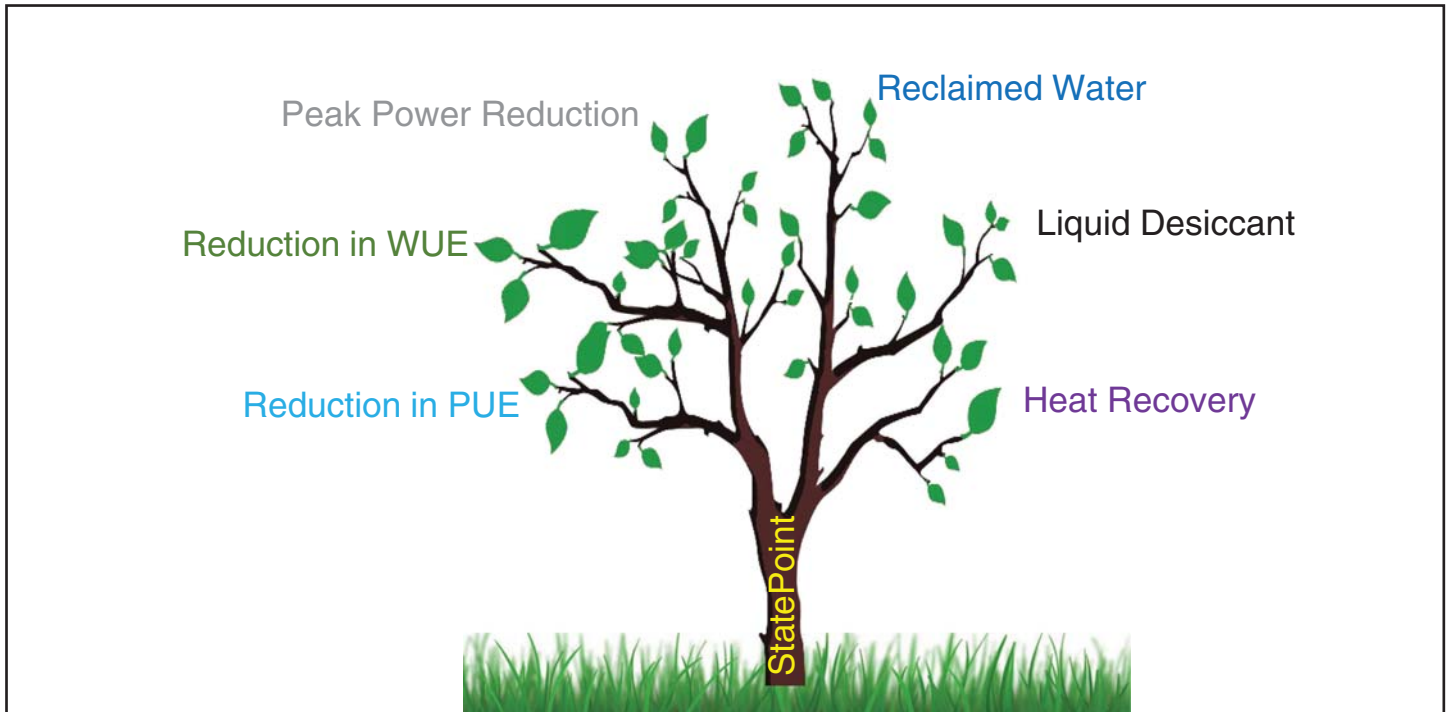 Reclaimed Water
Peak Power Reduction
Liquid Desiccant
Reduction in WUE
Reduction in PUE
Heat Recovery
StatePoint